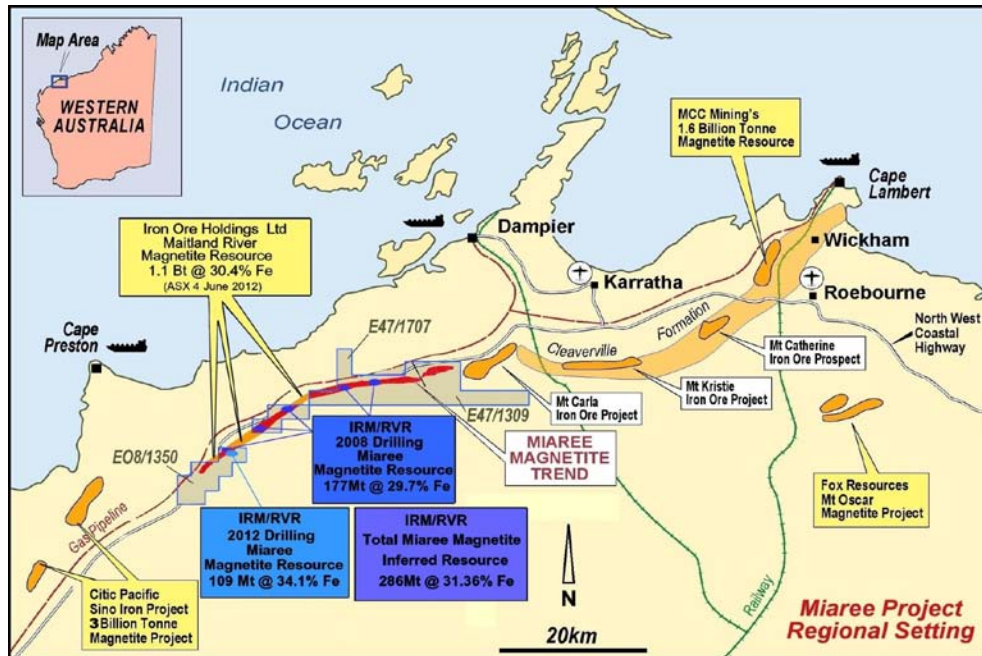 Map Area
WESTERN
AUSTRALIA
Indian
Ocean
MCC Mining's
1.6 Billion Tonne
Magnetite Resource
Cape
Lambert
Iron Ore Holdings Ltd
Maitland River
Magnetite Resource
1.1 Bt @ 30.4% Fe
(ASX 4 June 2012)
Dampier
Wickham
Karratha
Roebourne
North West
Coastal
Highway
Cape
Preston
E47/1707
Cleaverville
Formation
Mt Catherine
Iron Ore Prospect
Mt Kristie
Iron Ore Project
Mt Carla
Iron Ore Project
E47/1309
MIAREE
MAGNETITE
TREND
IRM/RVR
2008 Drilling
Miaree
Magnetite Resource
177Mt @ 29.7% Fe
EO8/1350
Gas Pipeline
Fox Resources
Mt Oscar
Magnetite Project
IRM/RVR
2012 Drilling
Miaree
Magnetite Resource
109 Mt @ 34.1% Fe
IRM/RVR
Total Miaree Magnetite
Inferred Resource
286Mt @ 31.36% Fe
Citic Pacific
Sino Iron Project
3Billion Tonne
Magnetite Project
N
20km
Railway
Miaree Project
Regional Setting